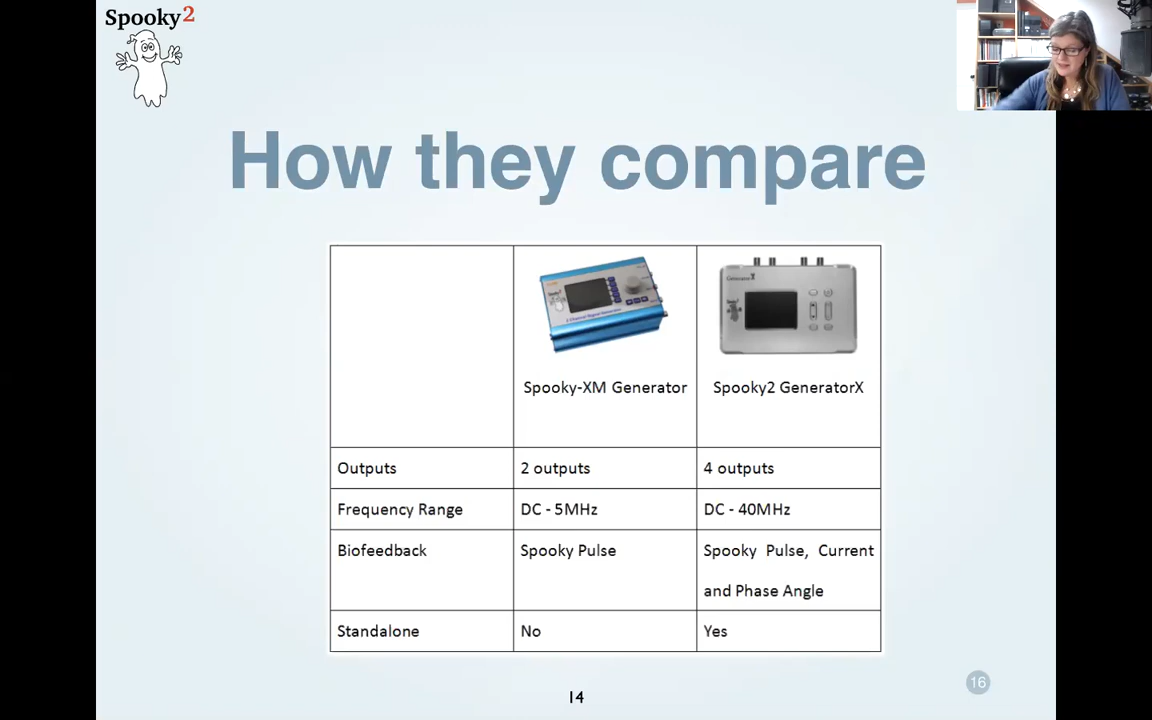 Spooky2
How they compare
Spooky-XM Generator
Spooky2 GeneratorX
Outputs
2 outputs
4 outputs
Frequency Range
DC - 5MHz
DC - 40MHz
Biofeedback
Spooky Pulse
Spooky Pulse, Current
and Phase Angle
Standalone
No
Yes
14
16